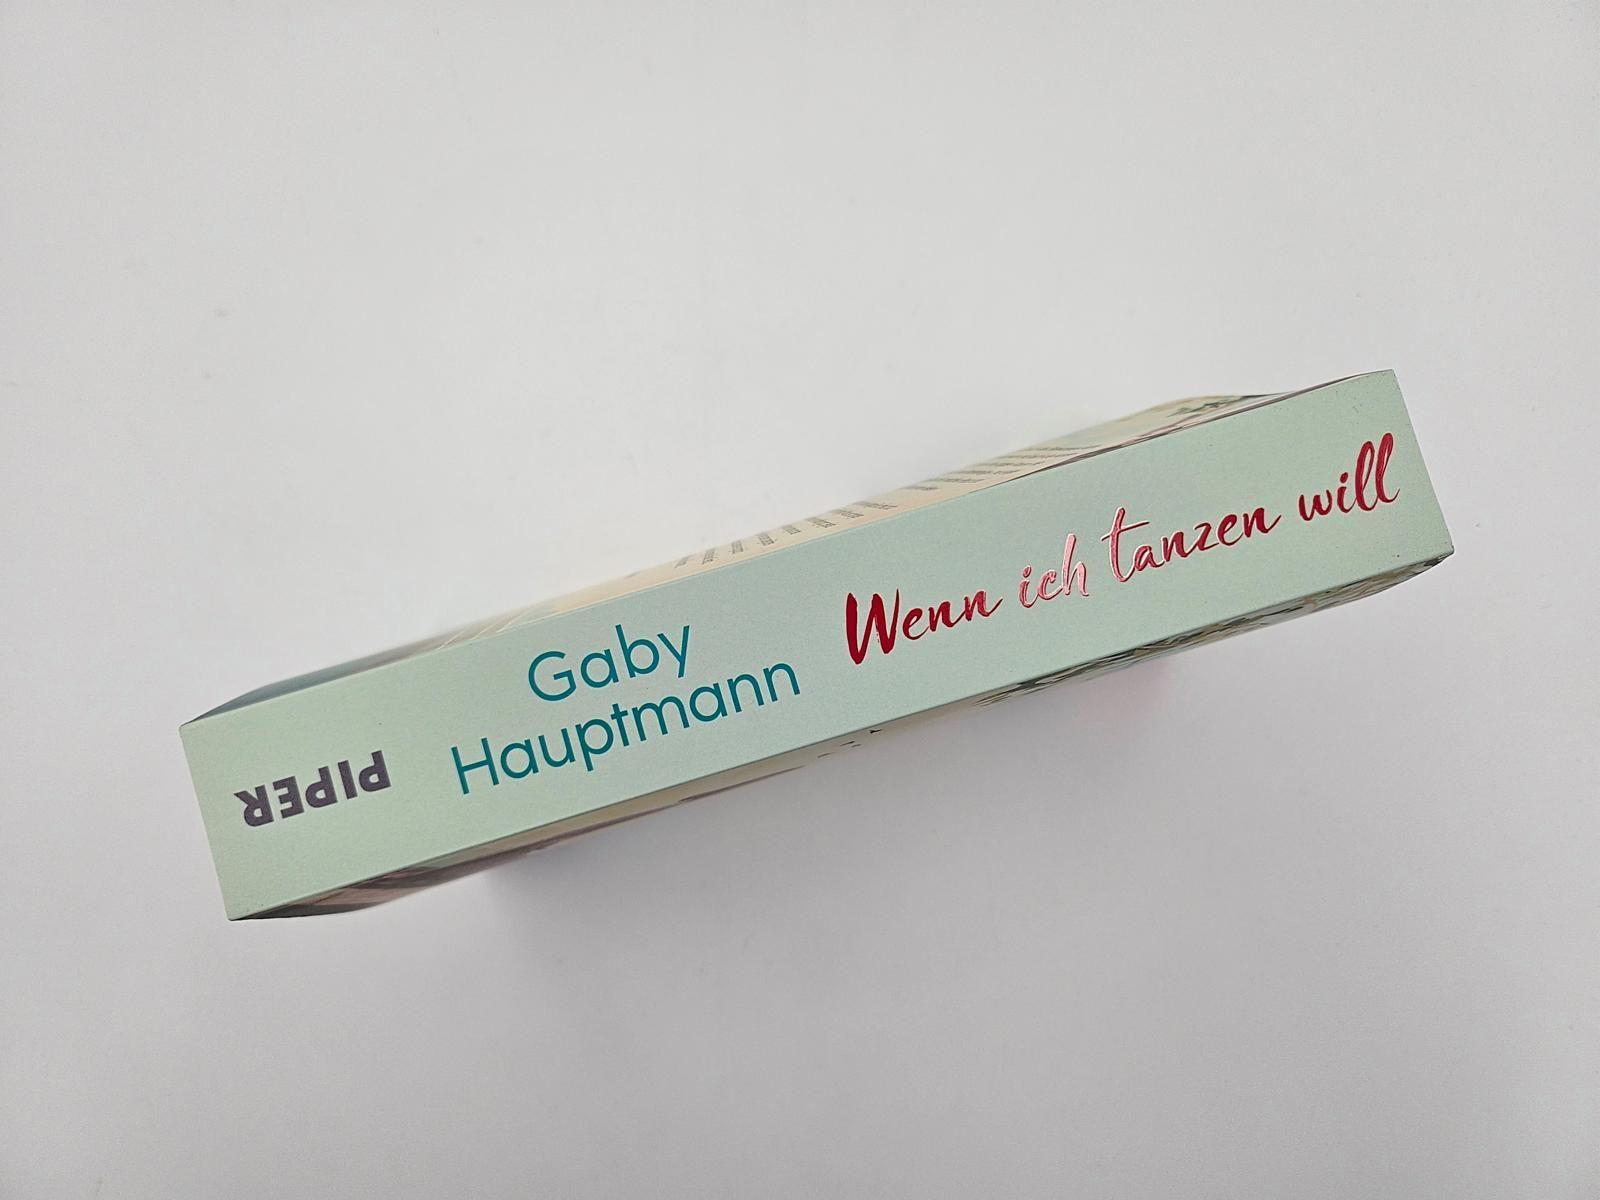 PIPER
Gaby
Hauptmann
Wenn ich tanzen will